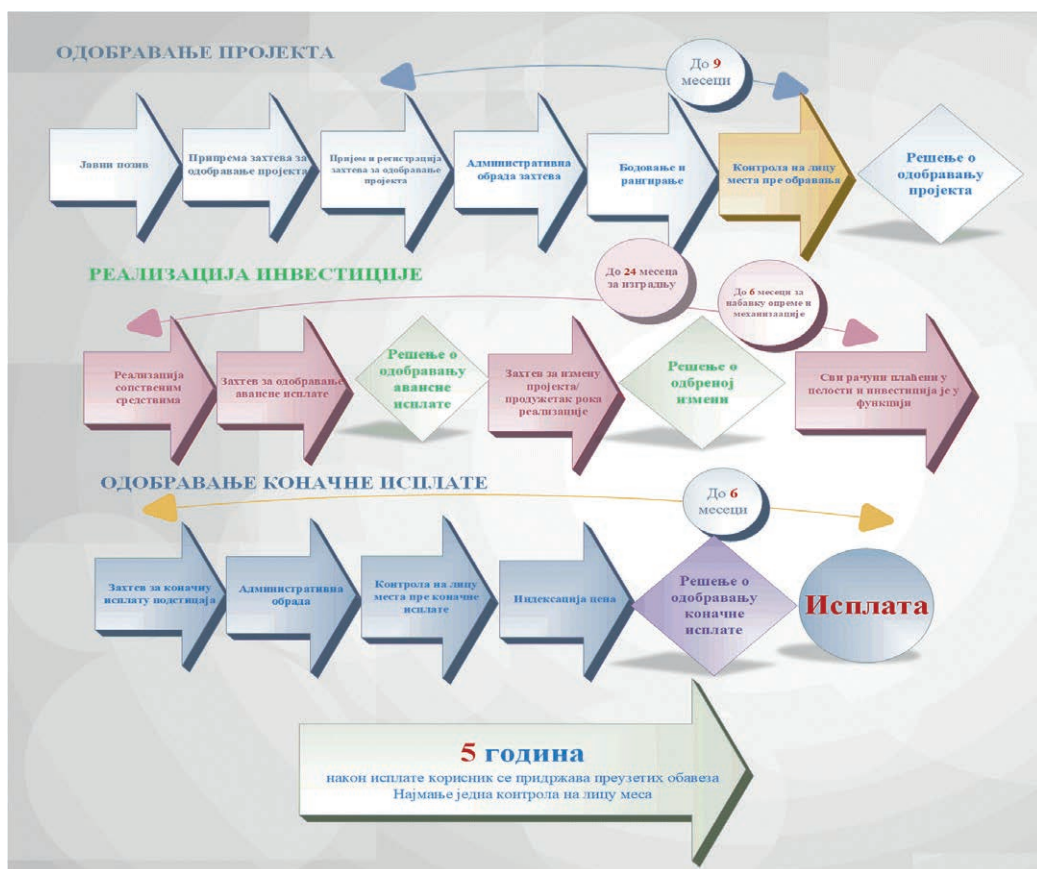 ОДОБРАВАЊЕ ПРОЈЕКТА
До 9
месеци
Јавни позив
Припрема захтева за
одобравање пројекта
Пријем и регистрација
захтева за одобравање
пројекта
Административна
обрада захтева
Бодовање и
рангирање
Контрола на лицу
места пре обравања
Решење о
одобравању
пројекта
РЕАЛИЗАЦИЈА ИНВЕСТИЦИЈЕ
До 24 месеца
за изградњу
До 6 месеци за
набавку опреме и
механизаације
Реализација
сопственим
средствима
Захтев за одобравање
авансне исплате
Решење о
одобравању
авансне
исплате
Захтев за измену
пројекта/
продужетак рока
реализације
Решење о
одбреној
измени
Сви рачуни плаћени у
целости и инвестиција је у
функцији
ОДОБРАВАЊЕ КОНАЧНЕ ИСПЛАТЕ
До 6
месеци
Захтев за коначну
исплату подстицаја
Административна
обрада
Контрола на лицу
места пре коначне
исплате
Индексација цена
Решење о
одобравању
коначне
исплате
Исплата
5 година
након исплате корисник се придржава преузетих обавеза
Најмање једна контрола на лицу меса